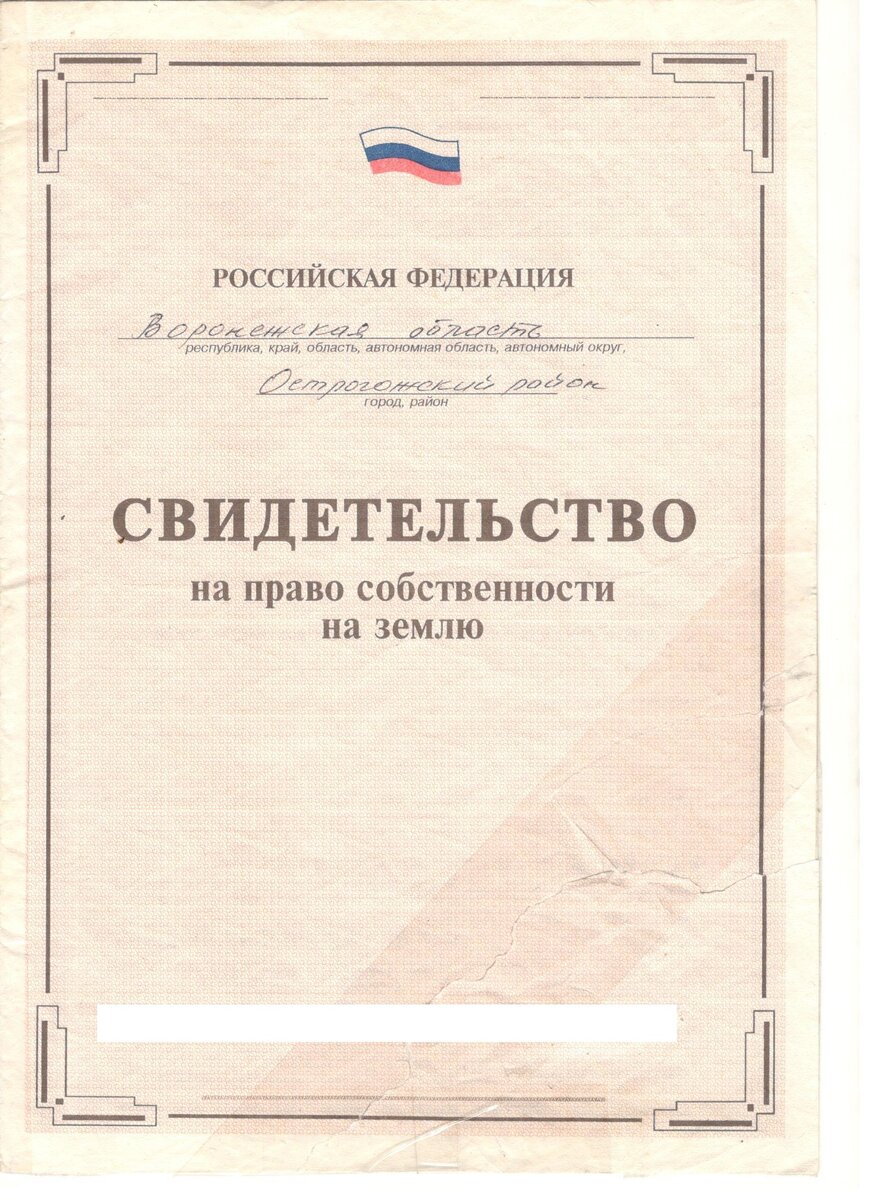 РОССИЙСКАЯ ФЕДЕРАЦИЯ
Воронежская область
республика, край, область, автономная область, автономный округ,
Острогожский район
город, район
СВИДЕТЕЛЬСТВО
на право собственности
на землю